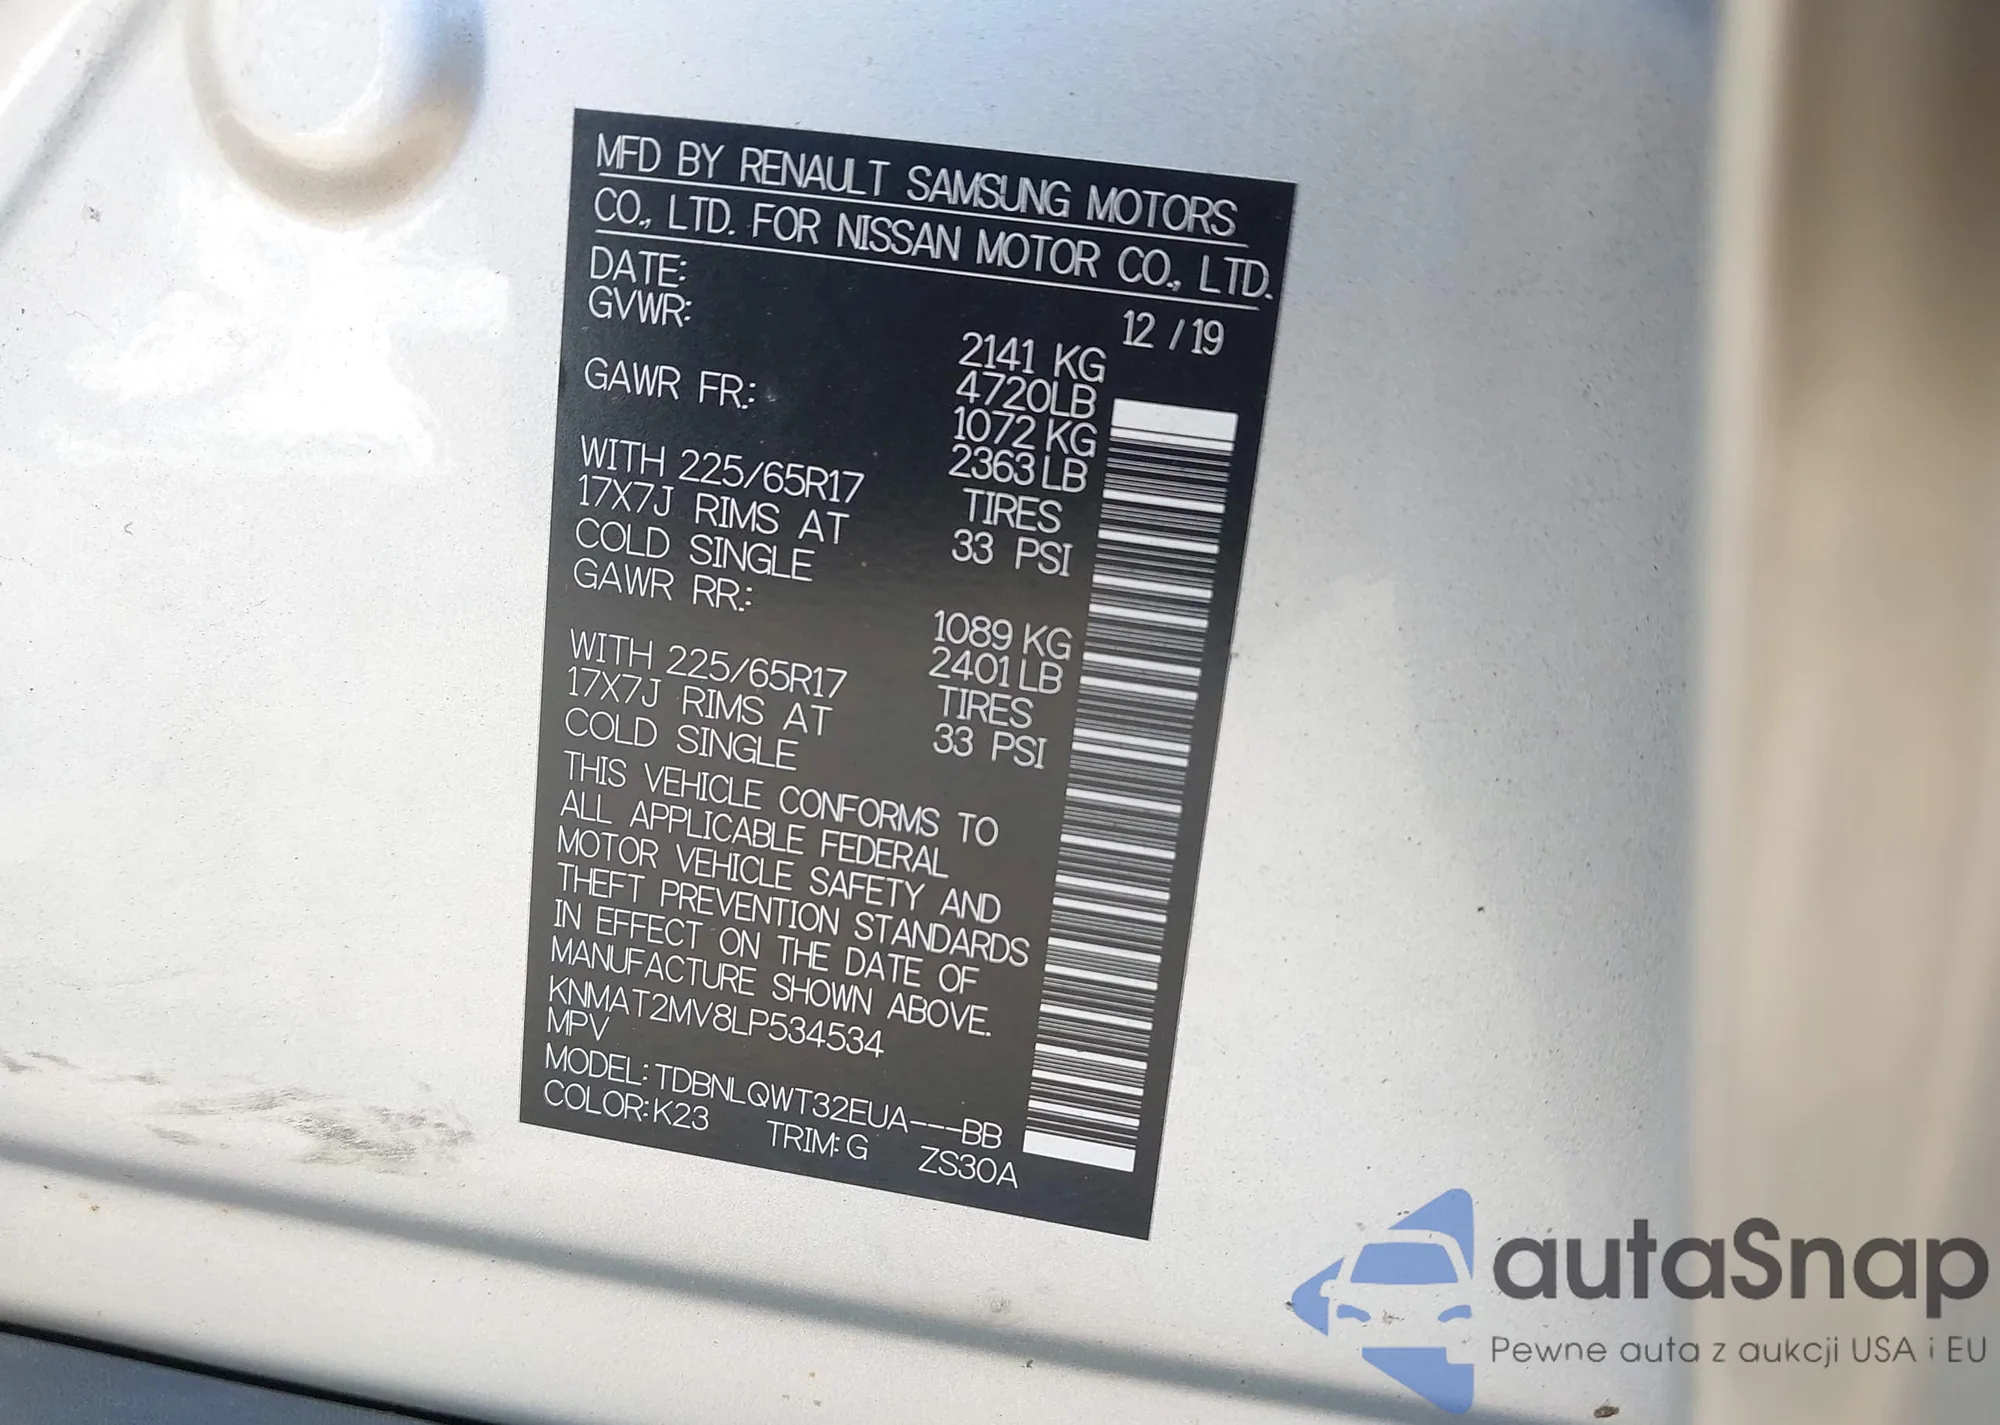 MFD BY RENAULT SAMSUNG MOTORS
CO., LTD. FOR NISSAN MOTOR CO., LTD.
DATE: 12 / 19
GVWR: 2141 KG
4720LB
GAWR FR.: 1072 KG
2363 LB
WITH 225/65R17 TIRES
17X7J RIMS AT 33 PSI
COLD SINGLE
GAWR RR.: 1089 KG
2401 LB
WITH 225/65R17 TIRES
17X7J RIMS AT 33 PSI
COLD SINGLE
THIS VEHICLE CONFORMS TO
ALL APPLICABLE FEDERAL
MOTOR VEHICLE SAFETY AND
THEFT PREVENTION STANDARDS
IN EFFECT ON THE DATE OF
MANUFACTURE SHOWN ABOVE.
KNMAT2MV8LP534534
MPV
MODEL: TDBNLQWT32EUA---BB
COLOR: K23 TRIM: G ZS30A
autaSnap
Pewne auta z aukcji USA i EU